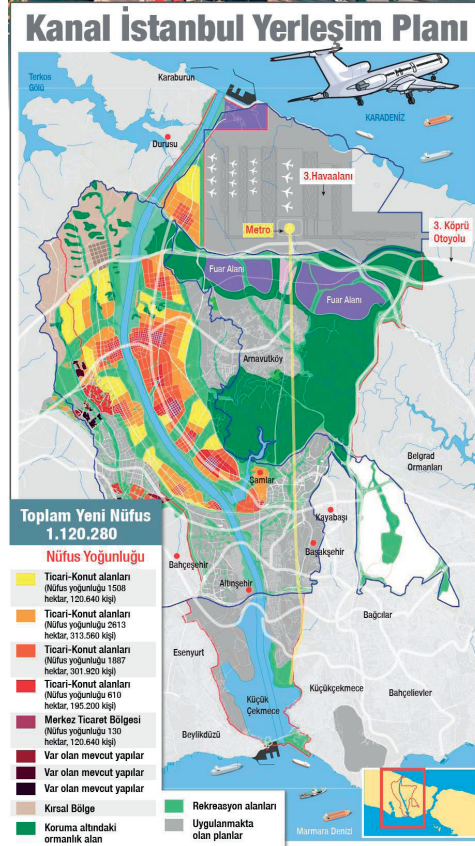 Kanal İstanbul Yerleşim Planı
Terkos
Gölü
Karaburun
KARADENİZ
Durusu
3.Havaalanı
Metro
3. Köprü
Otoyolu
Fuar Alanı
Fuar Alanı
Arnavutköy
Belgrad
Ormanları
Şamlar
Kayabaşı
Başakşehir
Bahçeşehir
Altınşehir
Bağcılar
Esenyurt
Küçükçekmece
Bahçelievler
Küçük
Çekmece
Beylikdüzü
Marmara Denizi
Toplam Yeni Nüfus
1.120.280
Nüfus Yoğunluğu
Ticari-Konut alanları
(Nüfus yoğunluğu 1508
hektar, 120.640 kişi)
Ticari-Konut alanları
(Nüfus yoğunluğu 2613
hektar, 313.560 kişi)
Ticari-Konut alanları
(Nüfus yoğunluğu 1887
hektar, 301.920 kişi)
Ticari-Konut alanları
(Nüfus yoğunluğu 610
hektar, 195.200 kişi)
Merkez Ticaret Bölgesi
(Nüfus yoğunluğu 130
hektar, 120.640 kişi)
Var olan mevcut yapılar
Var olan mevcut yapılar
Var olan mevcut yapılar
Kırsal Bölge
Koruma altındaki
ormanlık alan
Rekreasyon alanları
Uygulanmakta
olan planlar